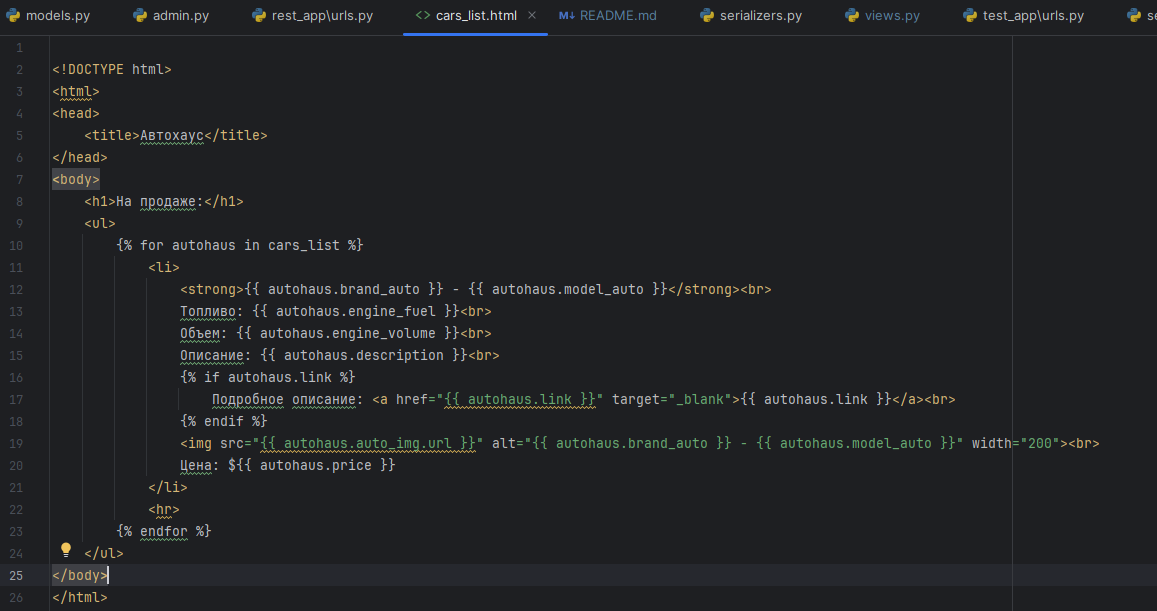 models.py admin.py rest_app\urls.py <> cars_list.html × M↓ README.md serializers.py views.py test_app\urls.py se
1
2 <!DOCTYPE html>
3 <html>
4 <head>
5     <title>Автохаус</title>
6 </head>
7 <body>
8     <h1>На продаже:</h1>
9     <ul>
10         {% for autohaus in cars_list %}
11             <li>
12                 <strong>{{ autohaus.brand_auto }} - {{ autohaus.model_auto }}</strong><br>
13                 Топливо: {{ autohaus.engine_fuel }}<br>
14                 Объем: {{ autohaus.engine_volume }}<br>
15                 Описание: {{ autohaus.description }}<br>
16                 {% if autohaus.link %}
17                     Подробное описание: <a href="{{ autohaus.link }}" target="_blank">{{ autohaus.link }}</a><br>
18                 {% endif %}
19                 <img src="{{ autohaus.auto_img.url }}" alt="{{ autohaus.brand_auto }} - {{ autohaus.model_auto }}" width="200"><br>
20                 Цена: ${{ autohaus.price }}
21             </li>
22             <hr>
23         {% endfor %}
24     </ul>
25 </body>
26 </html>